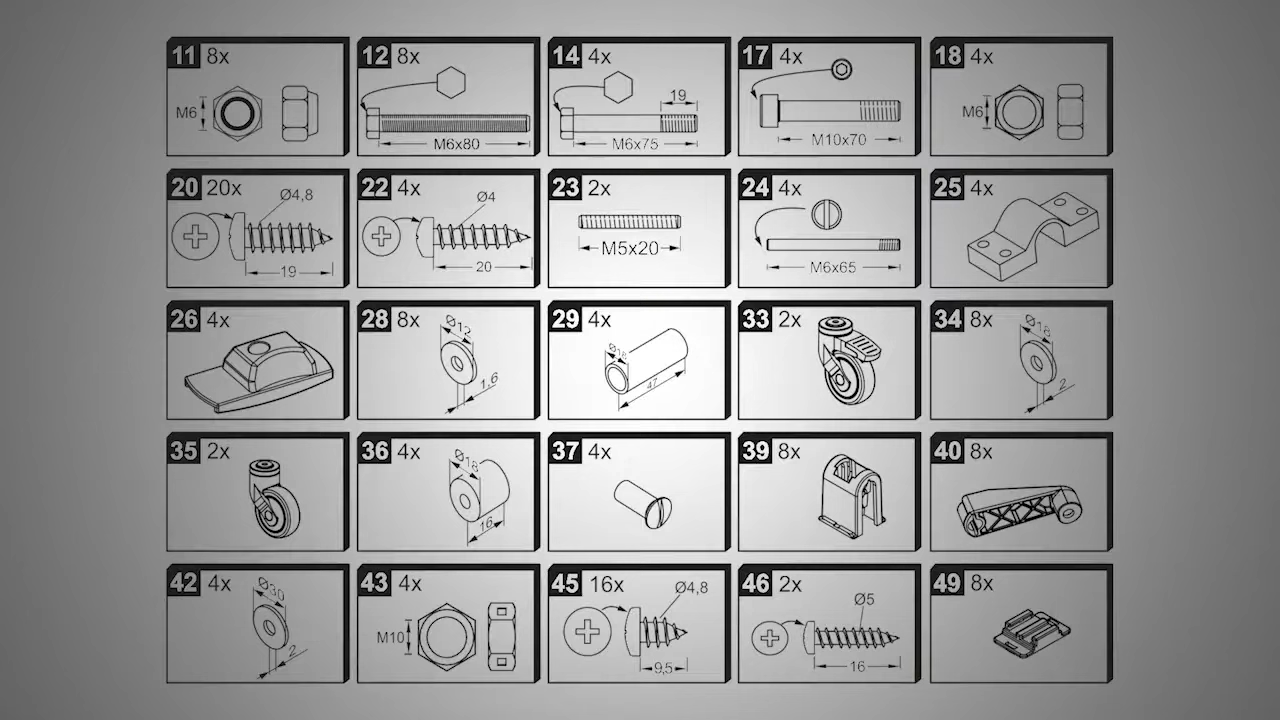 11 8x
M6
12 8x
M6x80
14 4x
19
M6x75
17 4x
M10x70
18 4x
M6
20 20x
Ø4,8
19
22 4x
Ø4
20
23 2x
M5x20
24 4x
M6x65
25 4x
26 4x
28 8x
Ø12
1,6
29 4x
Ø18
47
33 2x
34 8x
Ø18
2
35 2x
36 4x
Ø18
16
37 4x
39 8x
40 8x
42 4x
Ø30
2
43 4x
M10
45 16x
Ø4,8
9,5
46 2x
Ø5
16
49 8x